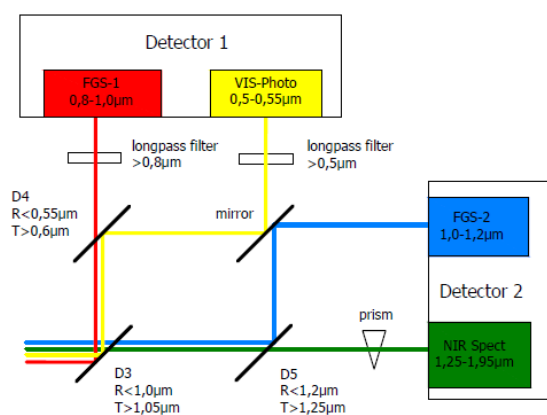 Detector 1
FGS-1
0,8-1,0µm
VIS-Photo
0,5-0,55µm
longpass filter
>0,8µm
longpass filter
>0,5µm
D4
R<0,55µm
T>0,6µm
mirror
FGS-2
1,0-1,2µm
Detector 2
prism
NIR Spect
1,25-1,95µm
D3
R<1,0µm
T>1,05µm
D5
R<1,2µm
T>1,25µm